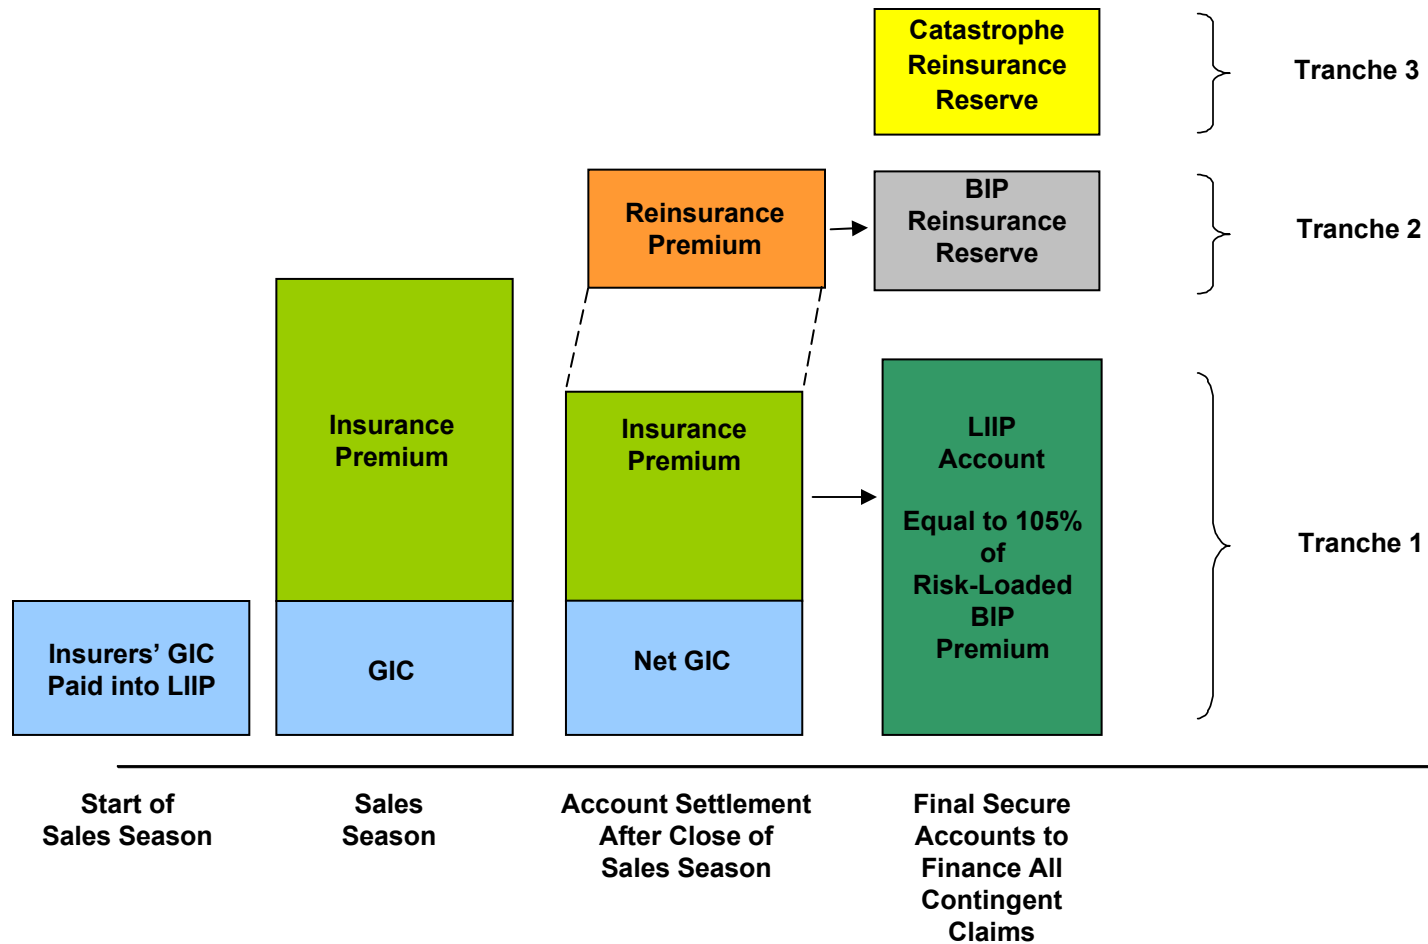 Catastrophe
Reinsurance
Reserve
Tranche 3
Reinsurance
Premium
BIP
Reinsurance
Reserve
Tranche 2
Insurance
Premium
Insurance
Premium
LIIP
Account
Equal to 105%
of
Risk-Loaded
BIP
Premium
Tranche 1
Insurers’ GIC
Paid into LIIP
GIC
Net GIC
Start of
Sales Season
Sales
Season
Account Settlement
After Close of
Sales Season
Final Secure
Accounts to
Finance All
Contingent
Claims